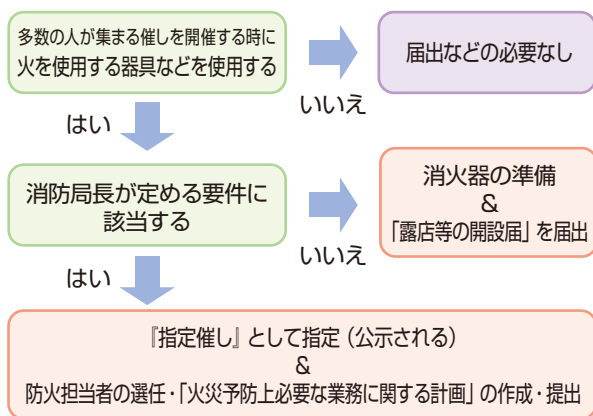 多数の人が集まる催しを開催する時に
火を使用する器具などを使用する
届出などの必要なし
いいえ
はい
消防局長が定める要件に
該当する
消火器の準備
&
「露店等の開設届」を届出
いいえ
はい
『指定催し』として指定（公示される）
&
防火担当者の選任・「火災予防上必要な業務に関する計画」の作成・提出